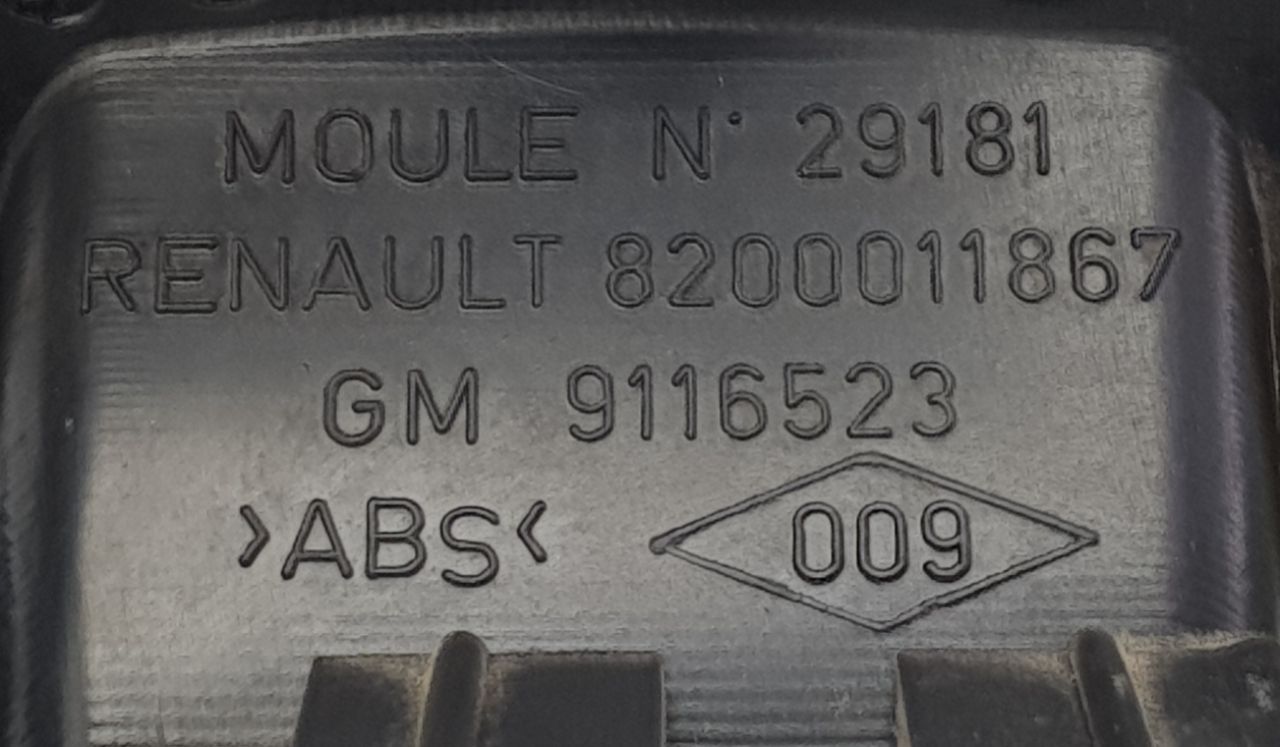 MOULE N° 29181
RENAULT 8200011867
GM 9116523
>ABS< 009